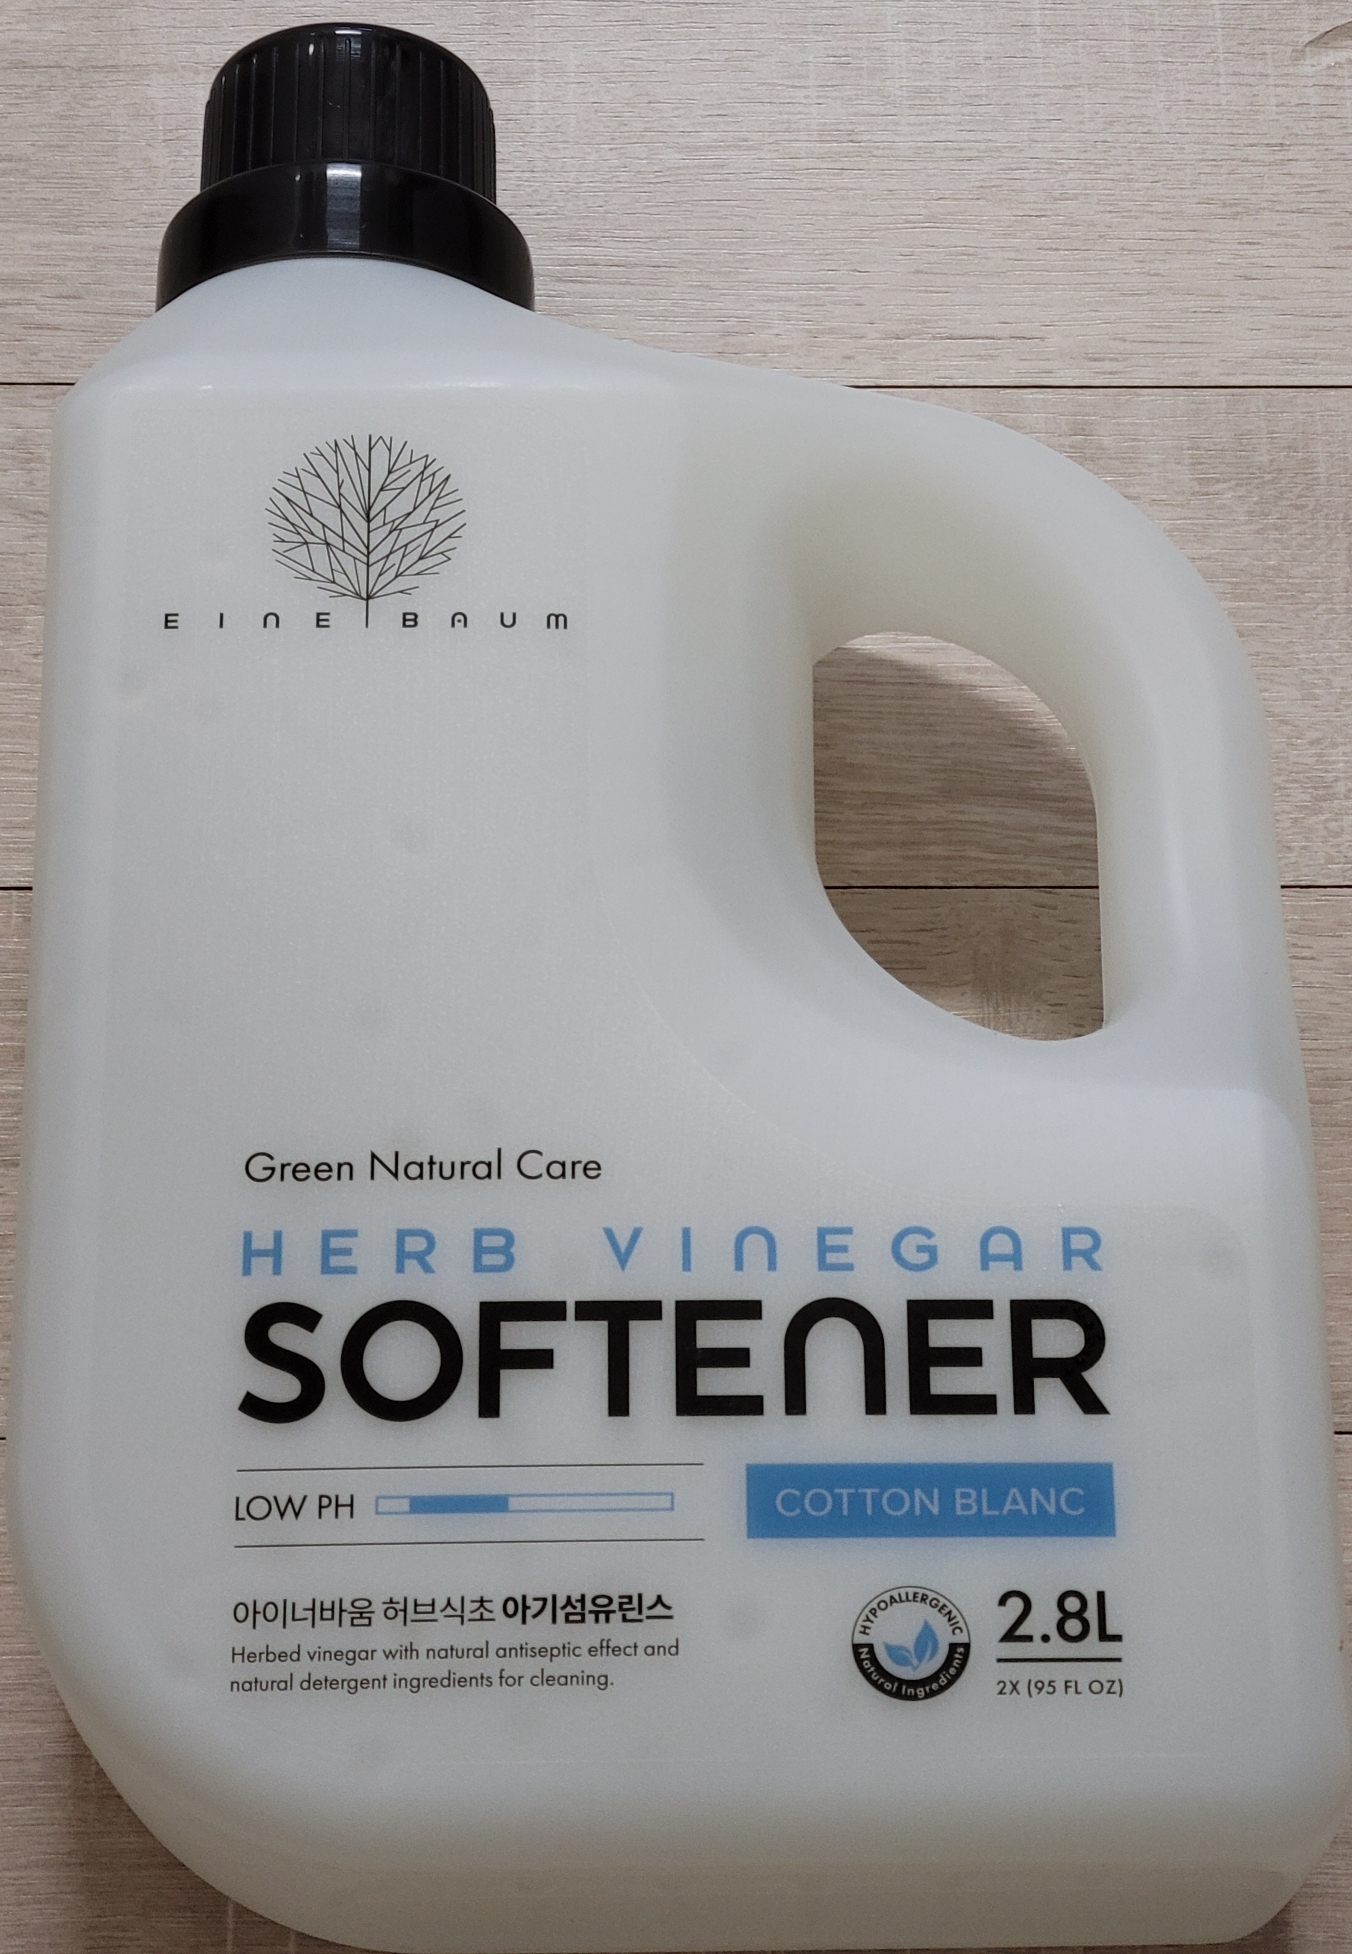 EINE BAUM
Green Natural Care
HERB VINEGAR
SOFTENER
LOW PH
COTTON BLANC
아이너바움 허브식초 아기섬유린스
Herbed vinegar with natural antiseptic effect and
natural detergent ingredients for cleaning.
HYPOALLERGENIC
Natural Ingredients
2.8L
2X (95 FL OZ)